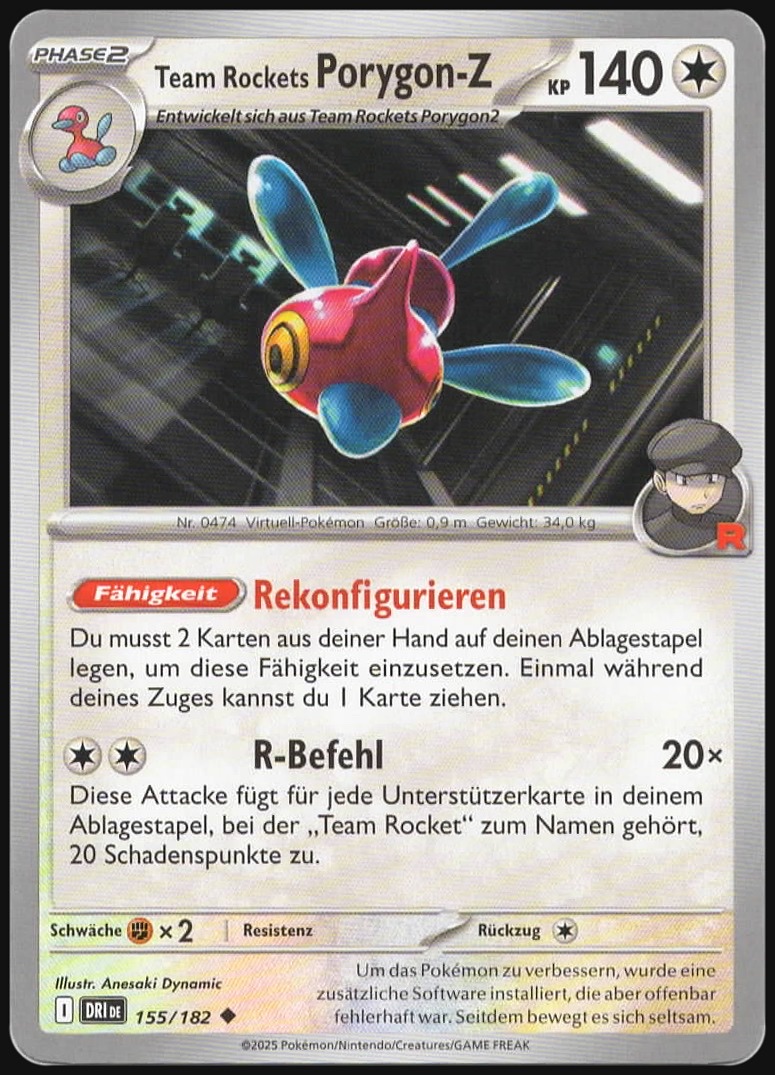 PHASE2
Team Rockets Porygon-Z KP 140
Entwickelt sich aus Team Rockets Porygon2
R
Nr. 0474 Virtuell-Pokémon Größe: 0,9 m Gewicht: 34,0 kg
Fähigkeit Rekonfigurieren
Du musst 2 Karten aus deiner Hand auf deinen Ablagestapel
legen, um diese Fähigkeit einzusetzen. Einmal während
deines Zuges kannst du 1 Karte ziehen.
R-Befehl 20×
Diese Attacke fügt für jede Unterstützerkarte in deinem
Ablagestapel, bei der „Team Rocket“ zum Namen gehört,
20 Schadenspunkte zu.
Schwäche ×2 Resistenz Rückzug
Illustr. Anesaki Dynamic
I DRI DE 155/182
Um das Pokémon zu verbessern, wurde eine
zusätzliche Software installiert, die aber offenbar
fehlerhaft war. Seitdem bewegt es sich seltsam.
©2025 Pokémon/Nintendo/Creatures/GAME FREAK